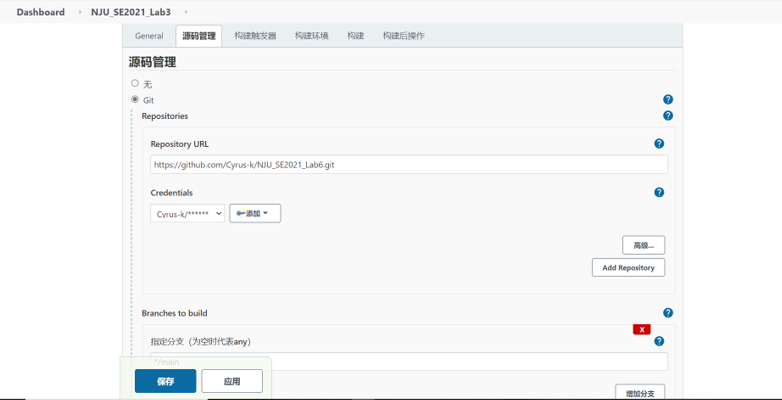 Dashboard NJU_SE2021_Lab3
General 源码管理 构建触发器 构建环境 构建 构建后操作
源码管理
无
Git
Repositories
Repository URL
https://github.com/Cyrus-k/NJU_SE2021_Lab6.git
Credentials
Cyrus-k/******
添加
高级...
Add Repository
Branches to build
X
指定分支（为空时代表any）
*/main
保存 应用
增加分支